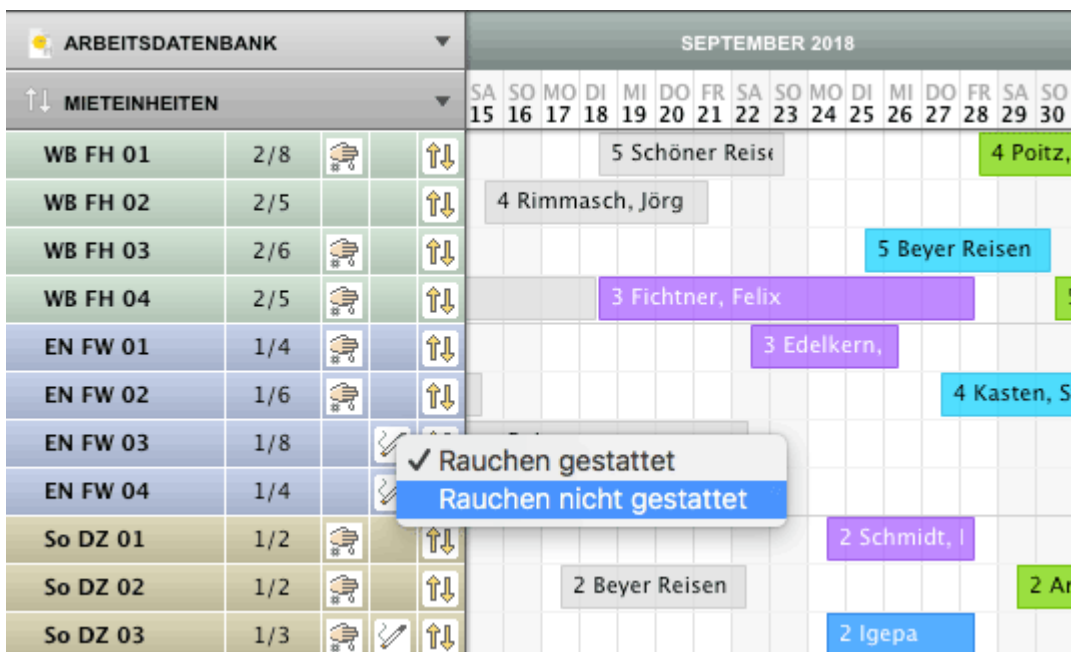 ARBEITSDATENBANK
SEPTEMBER 2018
MIETEINHEITEN
SA SO MO DI MI DO FR SA SO MO DI MI DO FR SA SO
15 16 17 18 19 20 21 22 23 24 25 26 27 28 29 30
WB FH 01 2/8 5 Schöner Reise 4 Poitz,
WB FH 02 2/5 4 Rimmasch, Jörg
WB FH 03 2/6 5 Beyer Reisen
WB FH 04 2/5 3 Fichtner, Felix
EN FW 01 1/4 3 Edelkern,
EN FW 02 1/6 4 Kasten, S
EN FW 03 1/8
✓ Rauchen gestattet
EN FW 04 1/4
Rauchen nicht gestattet
So DZ 01 1/2 2 Schmidt,
So DZ 02 1/2 2 Beyer Reisen 2 Ar
So DZ 03 1/3 2 Igepa